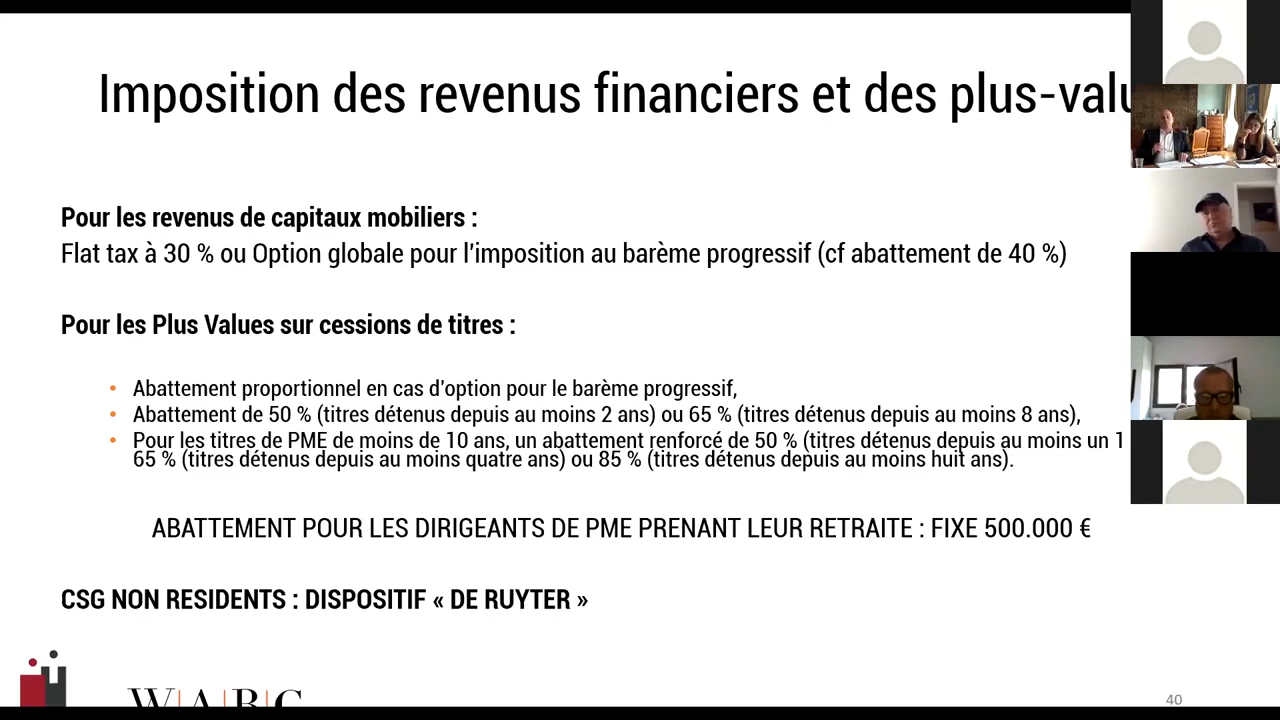 Imposition des revenus financiers et des
Pour les revenus de capitaux mobiliers :
Flat tax à 30 % ou Option globale pour l'imposition au barème progressif (cf abattement de 40 %)
Pour les Plus Values sur cessions de titres :
• Abattement proportionnel en cas d'option pour le barème progressif,
• Abattement de 50 % (titres détenus depuis au moins 2 ans) ou 65 % (titres détenus depuis au moins 8 ans),
• Pour les titres de PME de moins de 10 ans, un abattement renforcé de 50 % (titres détenus depuis au moins un 1
65 % (titres détenus depuis au moins quatre ans) ou 85 % (titres détenus depuis au moins huit ans).
ABATTEMENT POUR LES DIRIGEANTS DE PME PRENANT LEUR RETRAITE : FIXE 500.000 €
CSG NON RESIDENTS : DISPOSITIF « DE RUYTER »
W|A|B|C
40